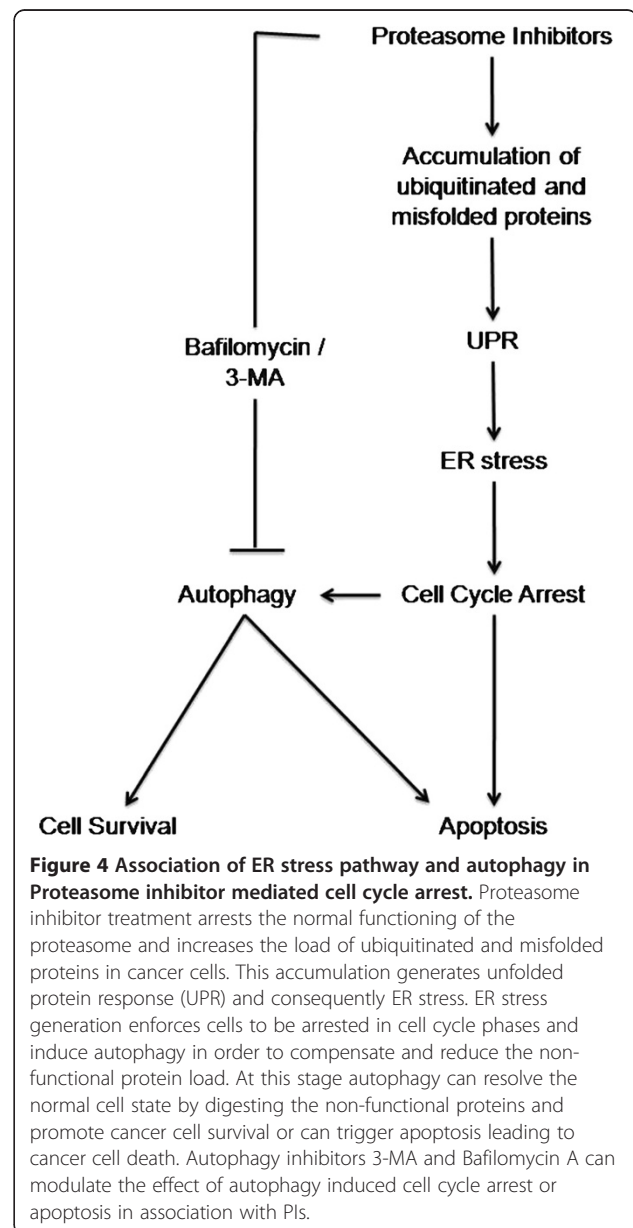 Proteasome Inhibitors
Accumulation of
ubiquitinated and
misfolded proteins
UPR
Bafilomycin /
3-MA
ER stress
Autophagy
Cell Cycle Arrest
Cell Survival
Apoptosis
Figure 4 Association of ER stress pathway and autophagy in
Proteasome inhibitor mediated cell cycle arrest. Proteasome
inhibitor treatment arrests the normal functioning of the
proteasome and increases the load of ubiquitinated and misfolded
proteins in cancer cells. This accumulation generates unfolded
protein response (UPR) and consequently ER stress. ER stress
generation enforces cells to be arrested in cell cycle phases and
induce autophagy in order to compensate and reduce the non-
functional protein load. At this stage autophagy can resolve the
normal cell state by digesting the non-functional proteins and
promote cancer cell survival or can trigger apoptosis leading to
cancer cell death. Autophagy inhibitors 3-MA and Bafilomycin A can
modulate the effect of autophagy induced cell cycle arrest or
apoptosis in association with PIs.